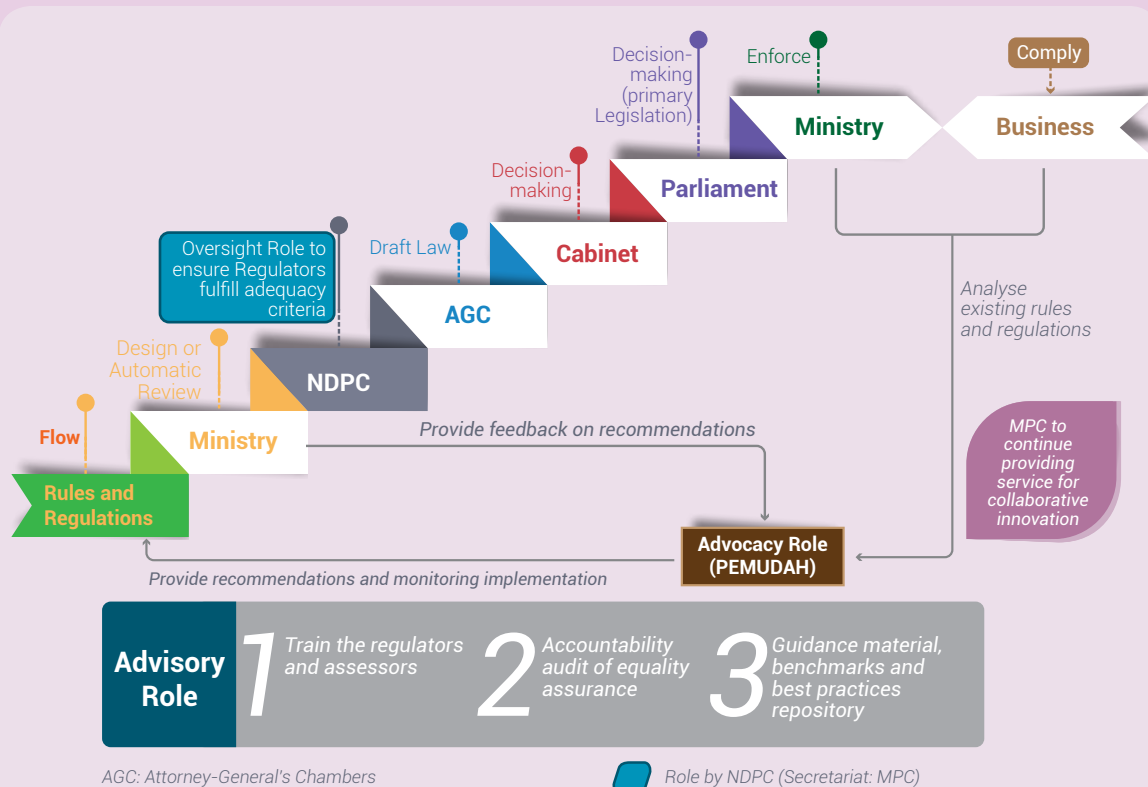 Decision-
making
(primary
Legislation)
Enforce
Comply
Ministry
Business
Decision-
making
Parliament
Oversight Role to
ensure Regulators
fulfill adequacy
criteria
Draft Law
Cabinet
Analyse
existing rules
and regulations
AGC
Design or
Automatic
Review
NDPC
Flow
Ministry
Provide feedback on recommendations
MPC to
continue
providing
service for
collaborative
innovation
Rules and
Regulations
Advocacy Role
(PEMUDAH)
Provide recommendations and monitoring implementation
Advisory
Role
1
Train the regulators
and assessors
2
Accountability
audit of equality
assurance
3
Guidance material,
benchmarks and
best practices
repository
AGC: Attorney-General's Chambers
Role by NDPC (Secretariat: MPC)